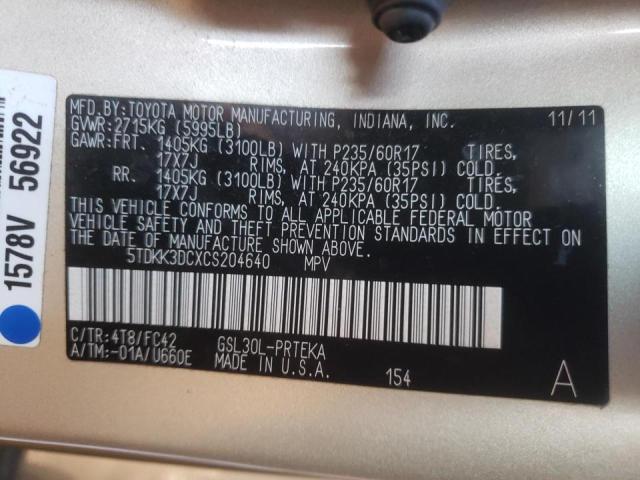 MFD.BY:TOYOTA MOTOR MANUFACTURING, INDIANA, INC. 11/11
GVWR:2715KG (5995LB)
GAWR:FRT. 1405KG (3100LB) WITH P235/60R17 TIRES,
17X7J RIMS, AT 240KPA (35PSI) COLD.
RR. 1405KG (3100LB) WITH P235/60R17 TIRES,
17X7J RIMS, AT 240KPA (35PSI) COLD.
THIS VEHICLE CONFORMS TO ALL APPLICABLE FEDERAL MOTOR
VEHICLE SAFETY AND THEFT PREVENTION STANDARDS IN EFFECT ON
THE DATE OF MANUFACTURE SHOWN ABOVE.
5TDKK3DCXCS204640 MPV
C/TR:4T8/FC42 GSL30L-PRTEKA
A/TM:-01A/U660E MADE IN U.S.A.
154
A
1578V 56922